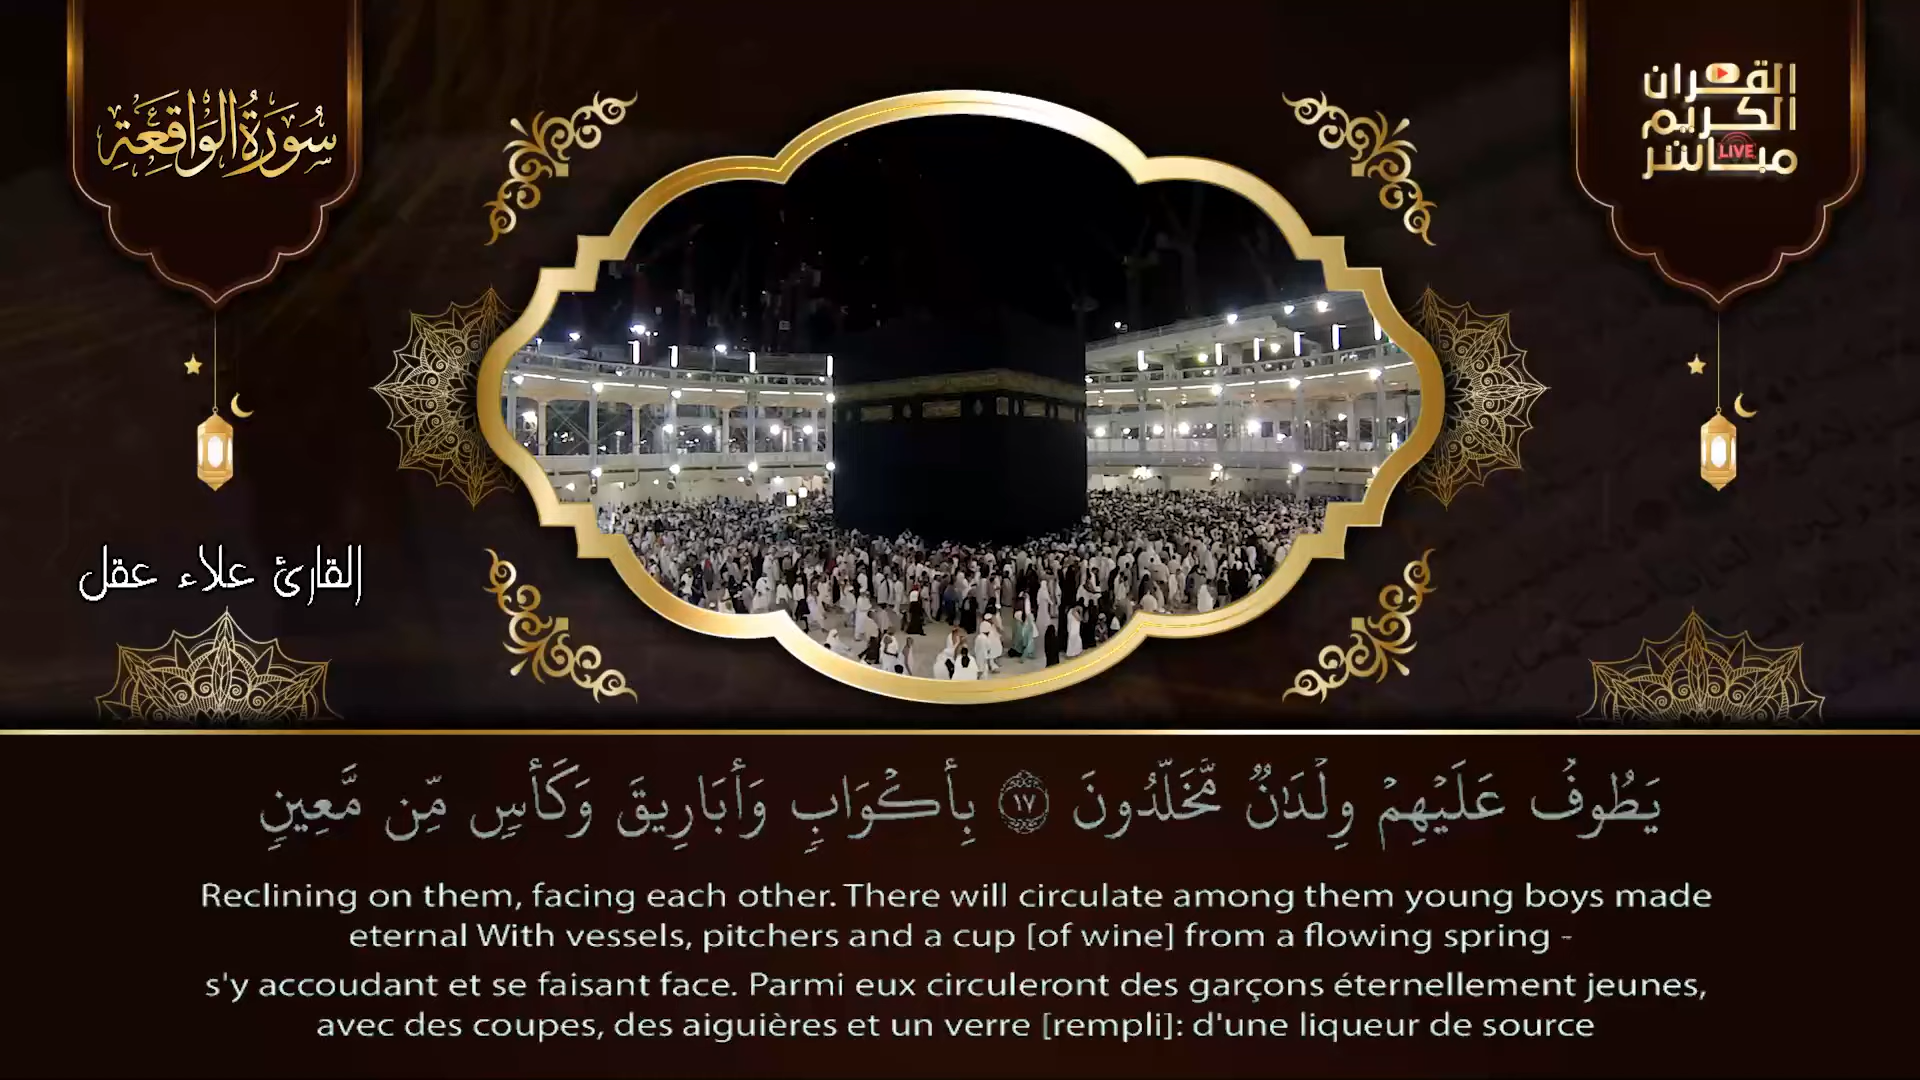 سُورَةُ الوَاقِعَةِ
القرآن
الكريم
مباشر
LIVE
القارئ علاء عقل
يَطُوفُ عَلَيْهِمْ وِلْدَٰنٌ مُّخَلَّدُونَ ١٧ بِأَكْوَابٍ وَأَبَارِيقَ وَكَأْسٍ مِّن مَّعِينٍ
Reclining on them, facing each other. There will circulate among them young boys made
eternal With vessels, pitchers and a cup [of wine] from a flowing spring -
s'y accoudant et se faisant face. Parmi eux circuleront des garçons éternellement jeunes,
avec des coupes, des aiguières et un verre [rempli]: d'une liqueur de source